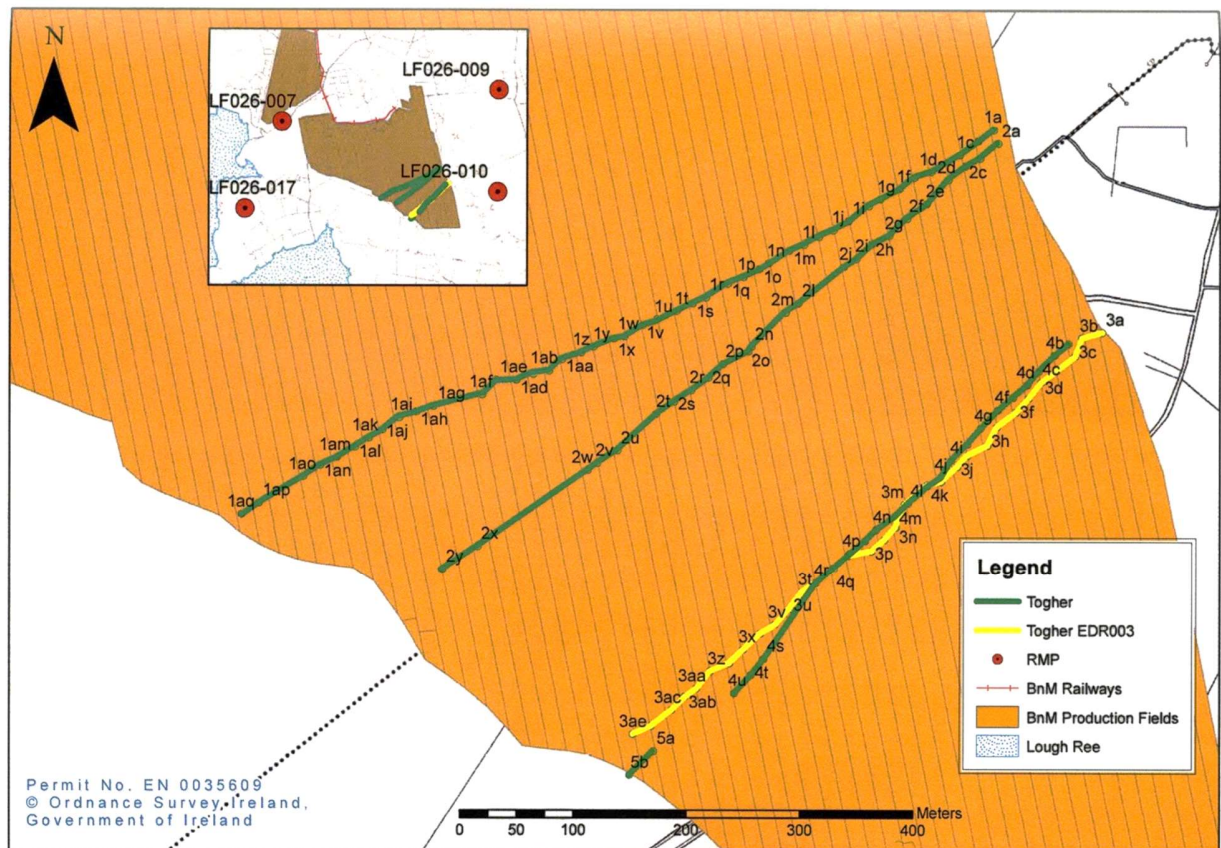 N
LF026-009
LF026-007
LF026-010
LF026-017
1a
2a
1c
2c
1d
2d
1f
2e
1g
2f
1i
2g
1j
2h
1l
2i
2j
1m
1n
1o
1p
2l
1q
1r
2m
1s
1t
1u
1v
1w
2n
1x
1y
2o
1z
2p
1aa
1ab
2q
1ad
1ae
2r
1af
2s
1ag
2t
1ah
1ai
1aj
1ak
2u
1al
1am
2v
1an
2w
1ao
1ap
1aq
2x
2y
3a
3b
4b
3c
4c
4d
3d
4f
3f
4g
3h
4i
3j
4j
4k
4l
3m
4m
4n
3n
4p
3p
4q
4r
3t
3u
3v
3x
4s
3z
4t
3aa
4u
3ab
3ac
3ae
5a
5b
Legend
Togher
Togher EDR003
RMP
BnM Railways
BnM Production Fields
Lough Ree
Permit No. EN 0035609
© Ordnance Survey Ireland,
Government of Ireland
Meters
0 50 100 200 300 400